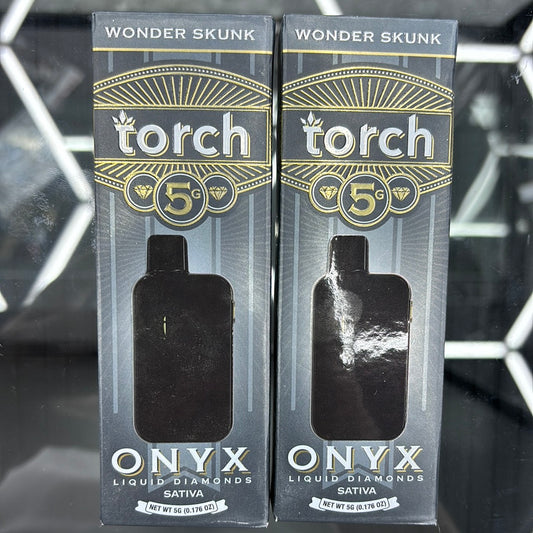 WONDER SKUNK
torch
5G
ONYX
LIQUID DIAMONDS
SATIVA
NET WT 5G (0.176 OZ)
WONDER SKUNK
torch
5G
ONYX
LIQUID DIAMONDS
SATIVA
NET WT 5G (0.176 OZ)